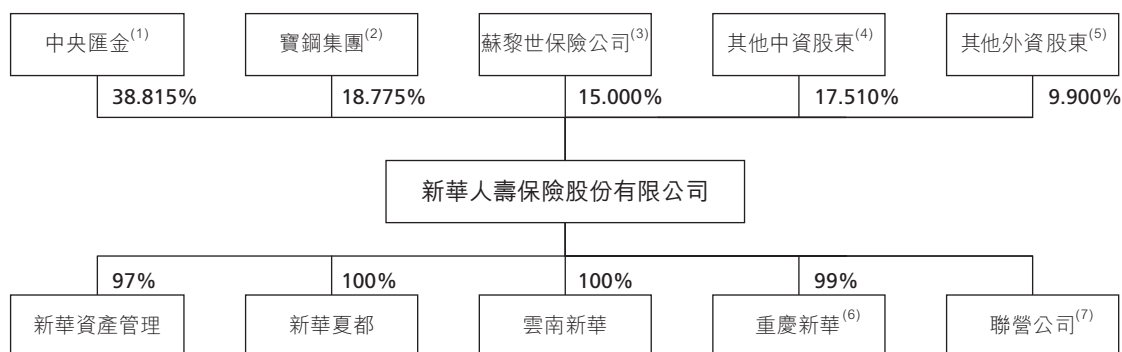 中央匯金(1)
寶鋼集團(2)
蘇黎世保險公司(3)
其他中資股東(4)
其他外資股東(5)
38.815%
18.775%
15.000%
17.510%
9.900%
新華人壽保險股份有限公司
97%
100%
100%
99%
新華資產管理
新華夏都
雲南新華
重慶新華(6)
聯營公司(7)